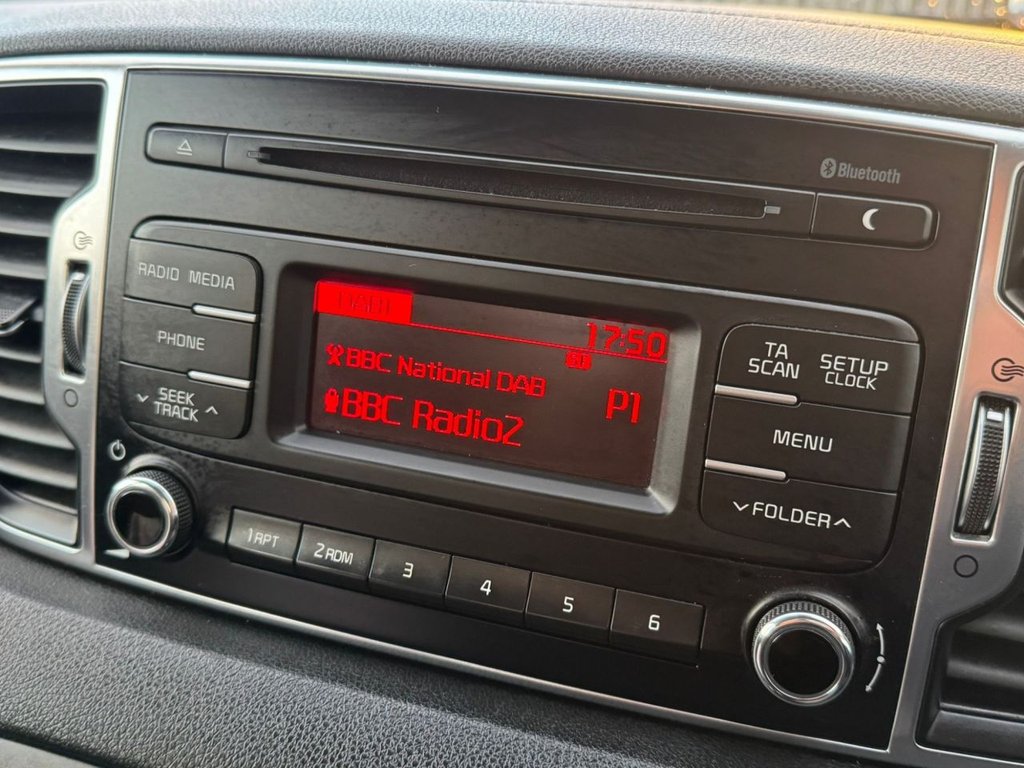 Bluetooth
RADIO MEDIA
PHONE
SEEK
TRACK
DAB1
17:50
BBC National DAB
BBC Radio2
P1
TA
SCAN
SETUP
CLOCK
MENU
FOLDER
1 RPT
2 RDM
3
4
5
6